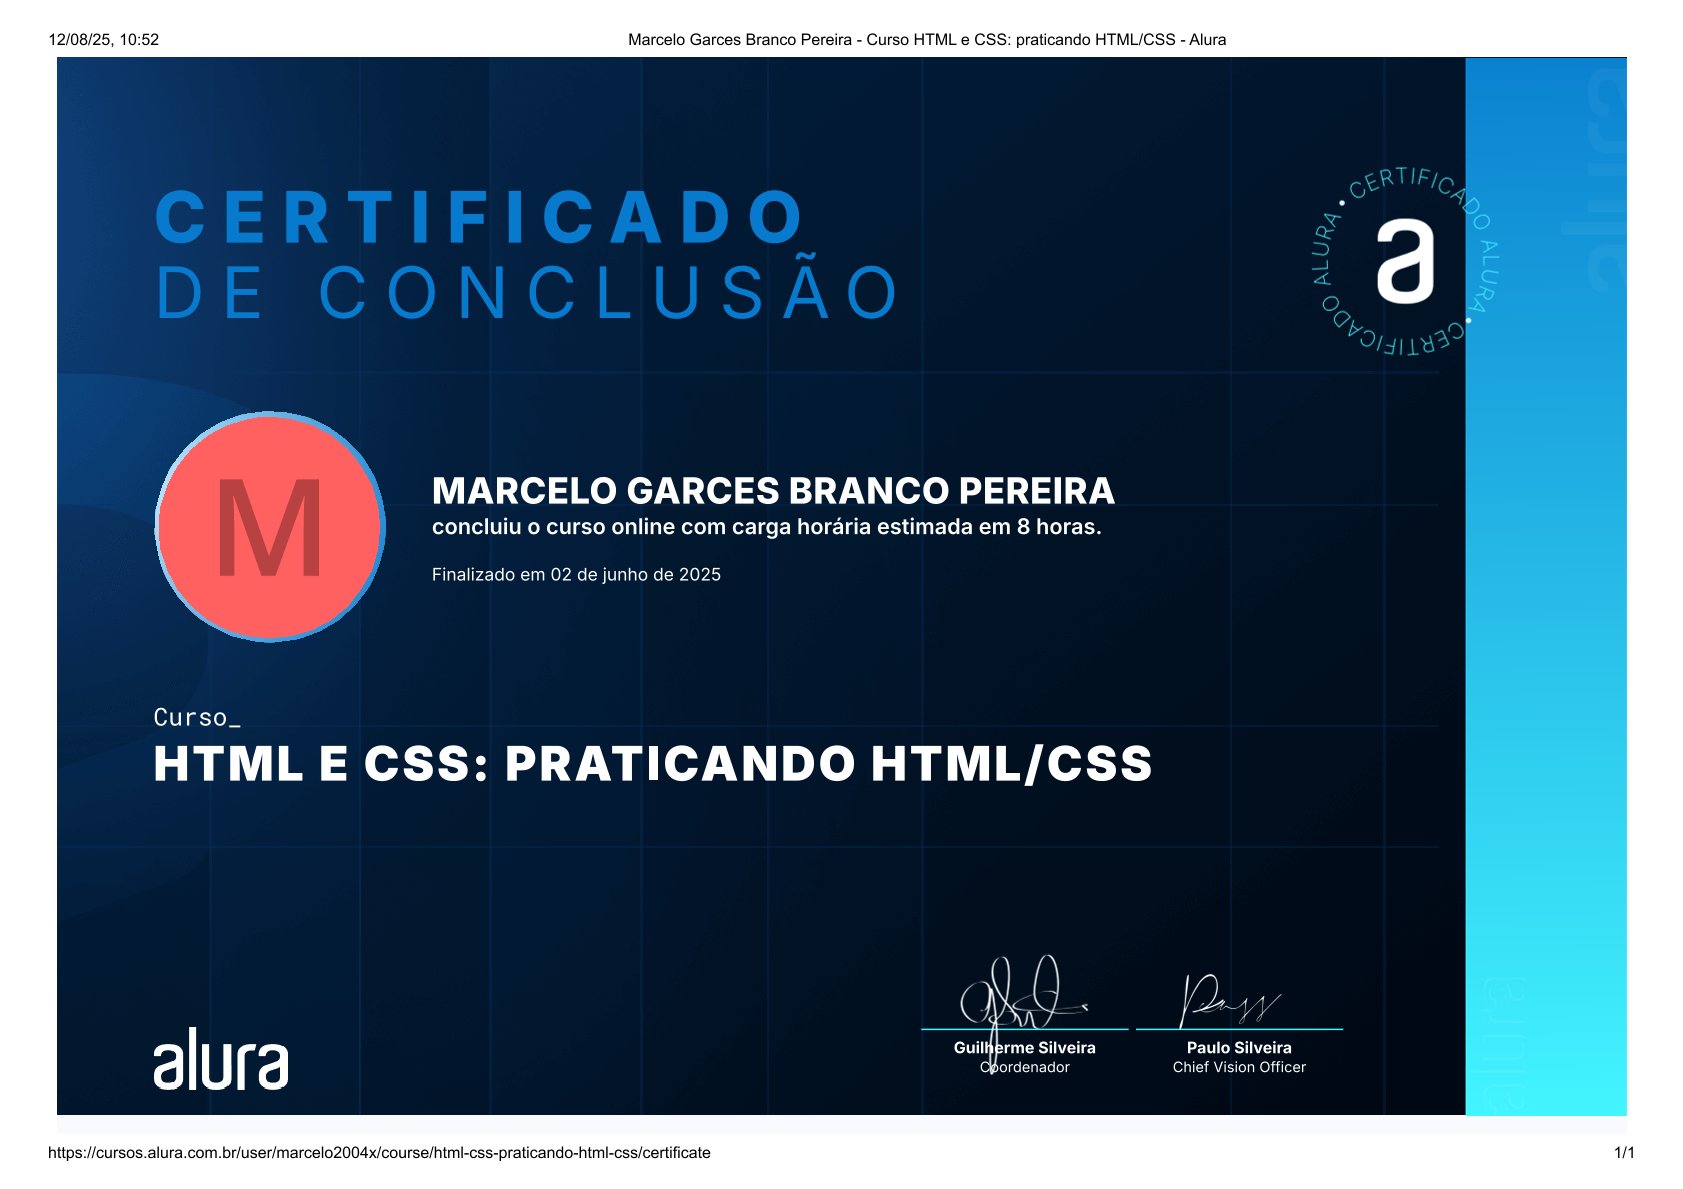 12/08/25, 10:52
Marcelo Garces Branco Pereira - Curso HTML e CSS: praticando HTML/CSS - Alura
alura
CERTIFICADO
DE CONCLUSÃO
• CERTIFICADO ALURA • CERTIFICADO ALURA
a
M
MARCELO GARCES BRANCO PEREIRA
concluiu o curso online com carga horária estimada em 8 horas.
Finalizado em 02 de junho de 2025
Curso_
HTML E CSS: PRATICANDO HTML/CSS
Guilherme Silveira
Coordenador
Paulo Silveira
Chief Vision Officer
alura
alura
https://cursos.alura.com.br/user/marcelo2004x/course/html-css-praticando-html-css/certificate
1/1